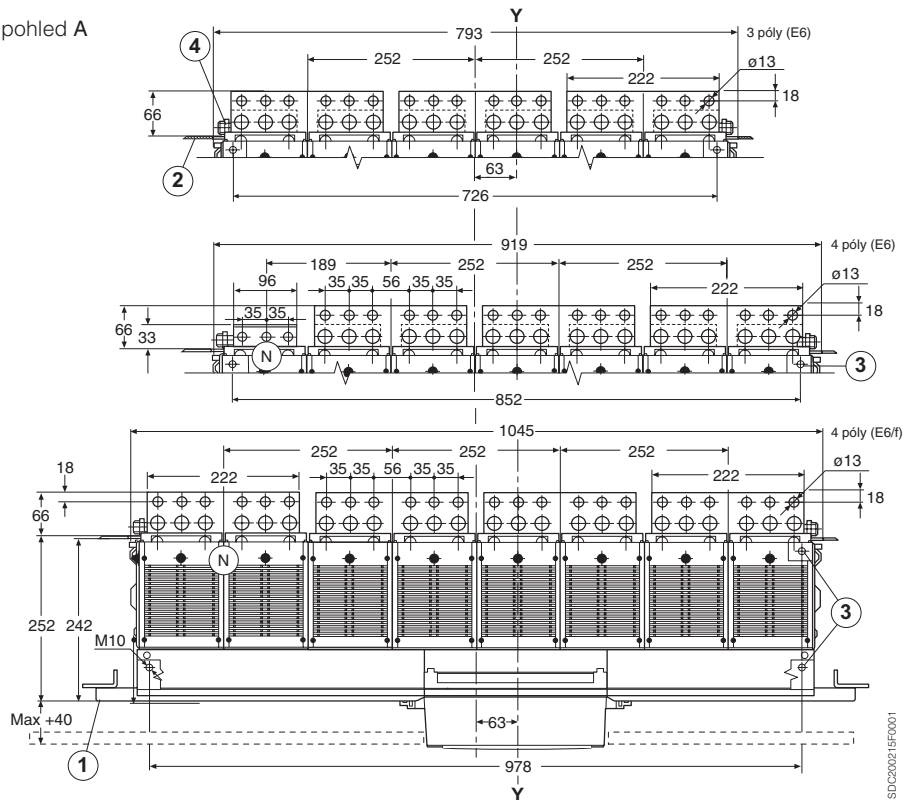 pohled A
Y
793
3 póly (E6)
4
252
252
ø13
222
18
66
2
63
726
919
4 póly (E6)
189
252
252
ø13
96
35 35 56 35 35
222
18
35 35
66
33
N
3
852
1045
4 póly (E6/f)
252
252
252
18
222
35 35 56 35 35
222
ø13
18
66
N
3
252
242
M10
Max +40
63
1
978
Y
SDC200215F0001